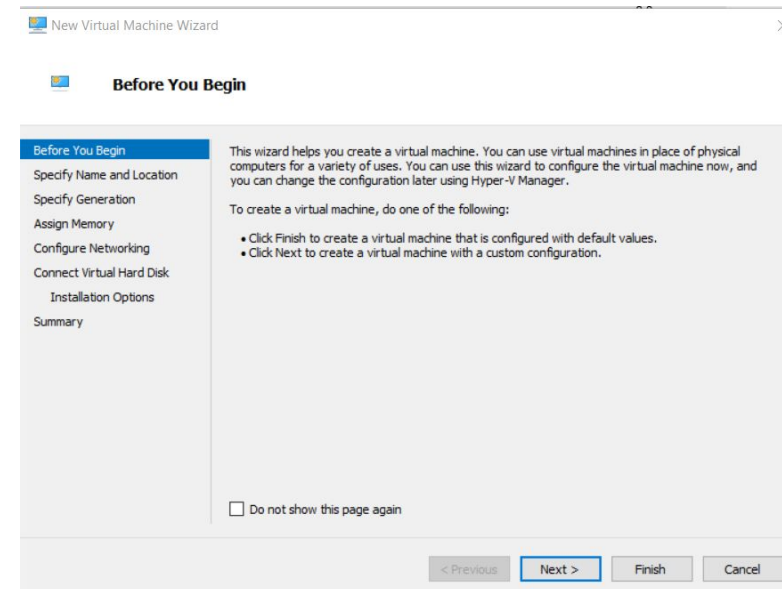 New Virtual Machine Wizard
Before You Begin
Before You Begin
Specify Name and Location
Specify Generation
Assign Memory
Configure Networking
Connect Virtual Hard Disk
Installation Options
Summary
This wizard helps you create a virtual machine. You can use virtual machines in place of physical
computers for a variety of uses. You can use this wizard to configure the virtual machine now, and
you can change the configuration later using Hyper-V Manager.
To create a virtual machine, do one of the following:
• Click Finish to create a virtual machine that is configured with default values.
• Click Next to create a virtual machine with a custom configuration.
Do not show this page again
< Previous
Next >
Finish
Cancel